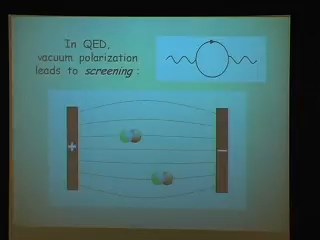 In QED,
vacuum polarization
leads to screening :
+
−